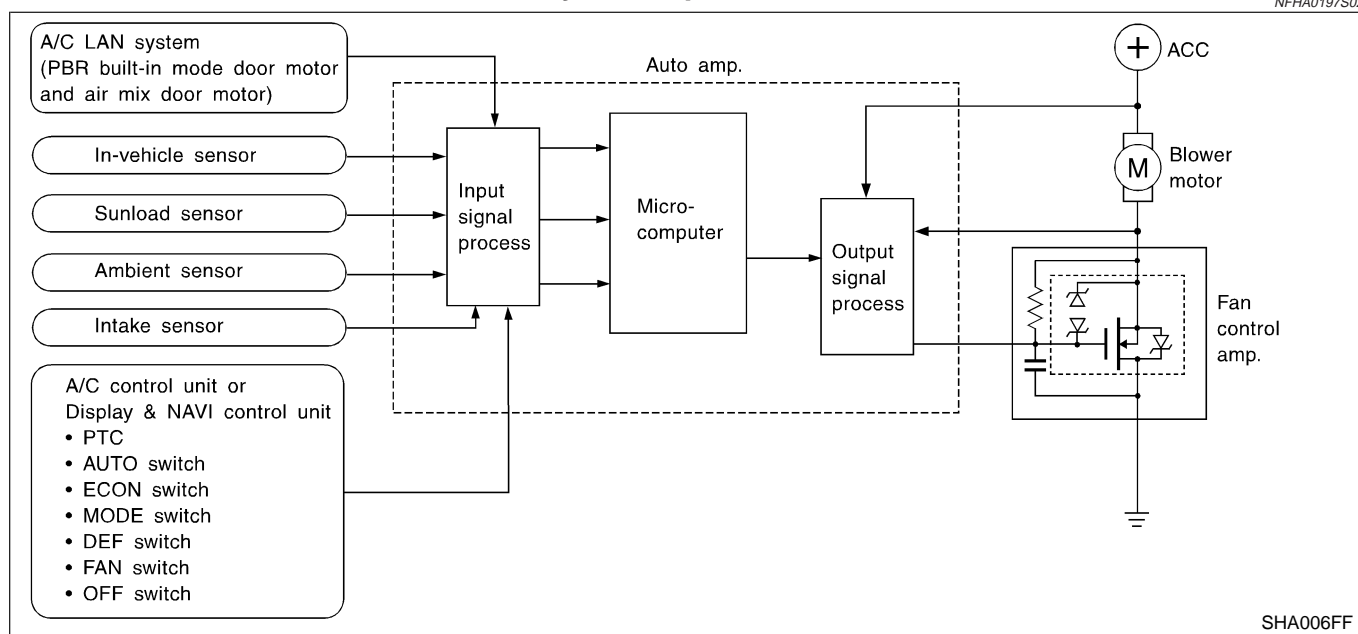 NFHA0197S02
A/C LAN system
(PBR built-in mode door motor
and air mix door motor)
In-vehicle sensor
Sunload sensor
Ambient sensor
Intake sensor
A/C control unit or
Display & NAVI control unit
• PTC
• AUTO switch
• ECON switch
• MODE switch
• DEF switch
• FAN switch
• OFF switch
Auto amp.
Input
signal
process
Micro-
computer
Output
signal
process
+
ACC
M
Blower
motor
Fan
control
amp.
SHA006FF